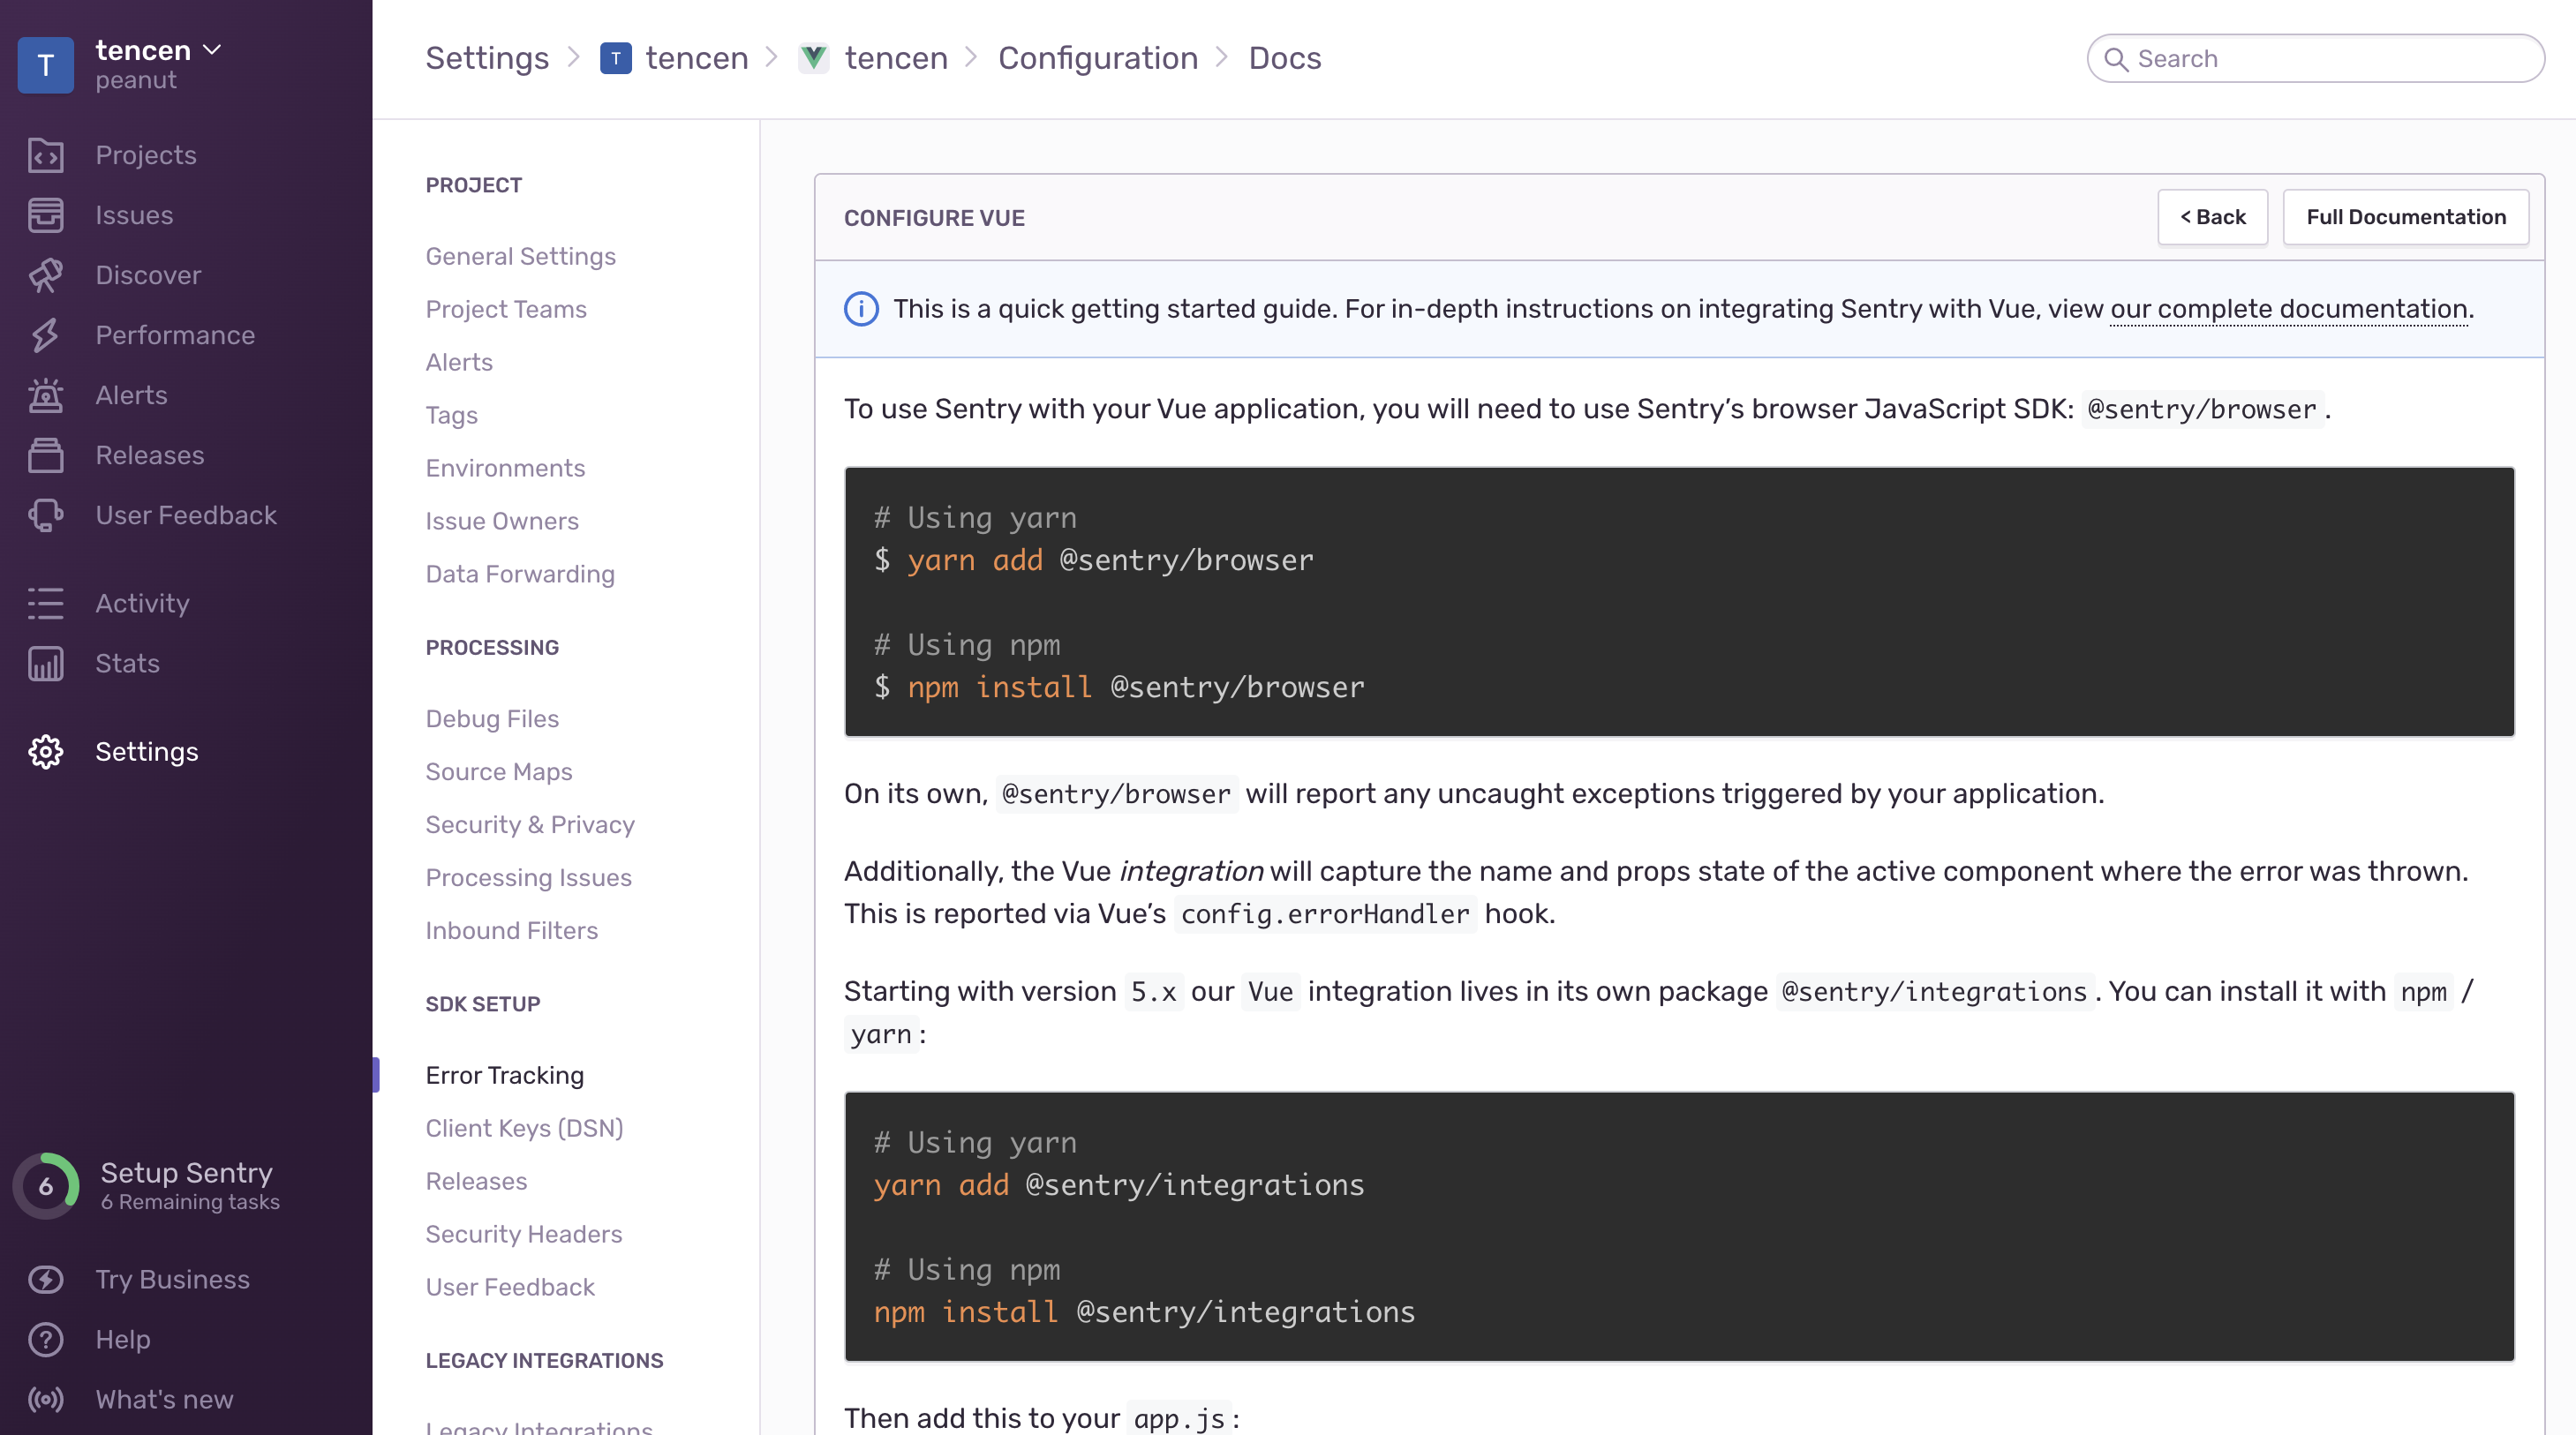 T
tencen
peanut
Projects
Issues
Discover
Performance
Alerts
Releases
User Feedback
Activity
Stats
Settings
6
Setup Sentry
6 Remaining tasks
Try Business
Help
What's new
Settings > T tencen > tencen > Configuration > Docs
Search
PROJECT
General Settings
Project Teams
Alerts
Tags
Environments
Issue Owners
Data Forwarding
PROCESSING
Debug Files
Source Maps
Security & Privacy
Processing Issues
Inbound Filters
SDK SETUP
Error Tracking
Client Keys (DSN)
Releases
Security Headers
User Feedback
LEGACY INTEGRATIONS
Legacy Integrations
CONFIGURE VUE
< Back
Full Documentation
This is a quick getting started guide. For in-depth instructions on integrating Sentry with Vue, view our complete documentation.
To use Sentry with your Vue application, you will need to use Sentry’s browser JavaScript SDK: @sentry/browser.
# Using yarn
$ yarn add @sentry/browser
# Using npm
$ npm install @sentry/browser
On its own, @sentry/browser will report any uncaught exceptions triggered by your application.
Additionally, the Vue integration will capture the name and props state of the active component where the error was thrown.
This is reported via Vue’s config.errorHandler hook.
Starting with version 5.x our Vue integration lives in its own package @sentry/integrations. You can install it with npm /
yarn:
# Using yarn
yarn add @sentry/integrations
# Using npm
npm install @sentry/integrations
Then add this to your app.js: